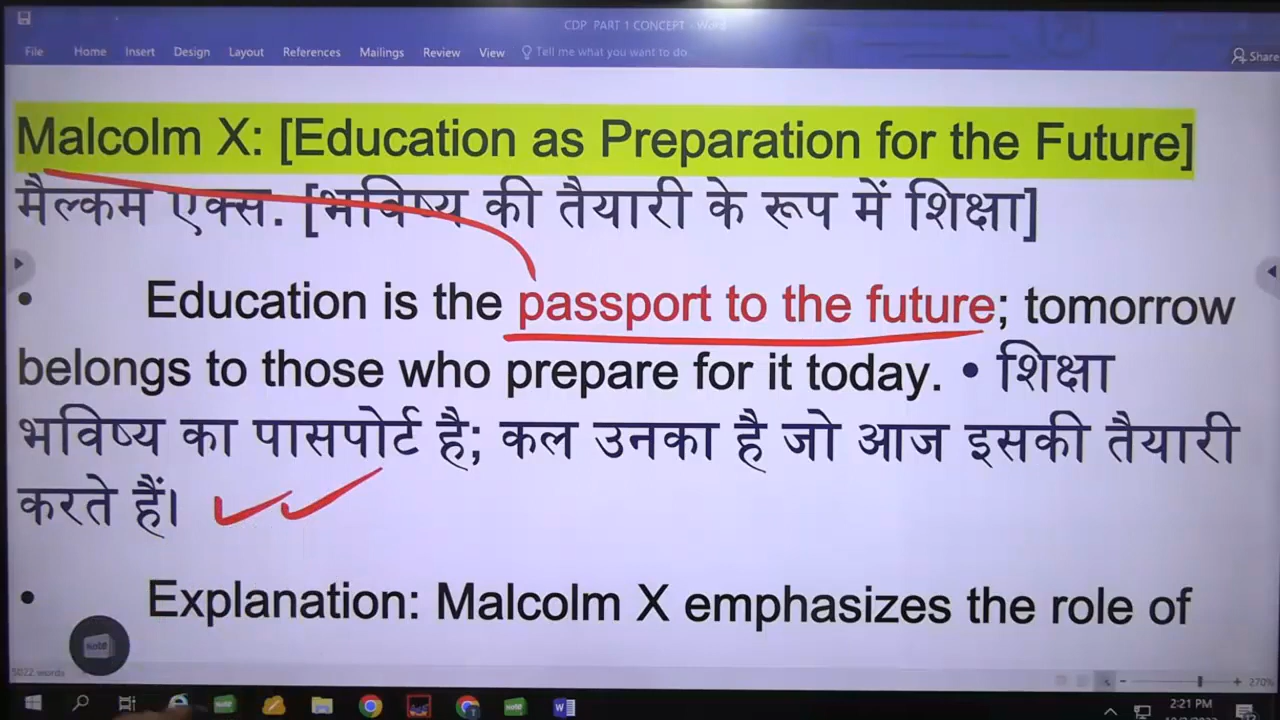 CDP PART 1 CONCEPT - Word
File Home Insert Design Layout References Mailings Review View Tell me what you want to do Share
Malcolm X: [Education as Preparation for the Future]
मैल्कम एक्स. [भविष्य की तैयारी के रूप में शिक्षा]
• Education is the passport to the future; tomorrow
belongs to those who prepare for it today. • शिक्षा
भविष्य का पासपोर्ट है; कल उनका है जो आज इसकी तैयारी
करते हैं।
• Explanation: Malcolm X emphasizes the role of
5022 words
270%
2:21 PM